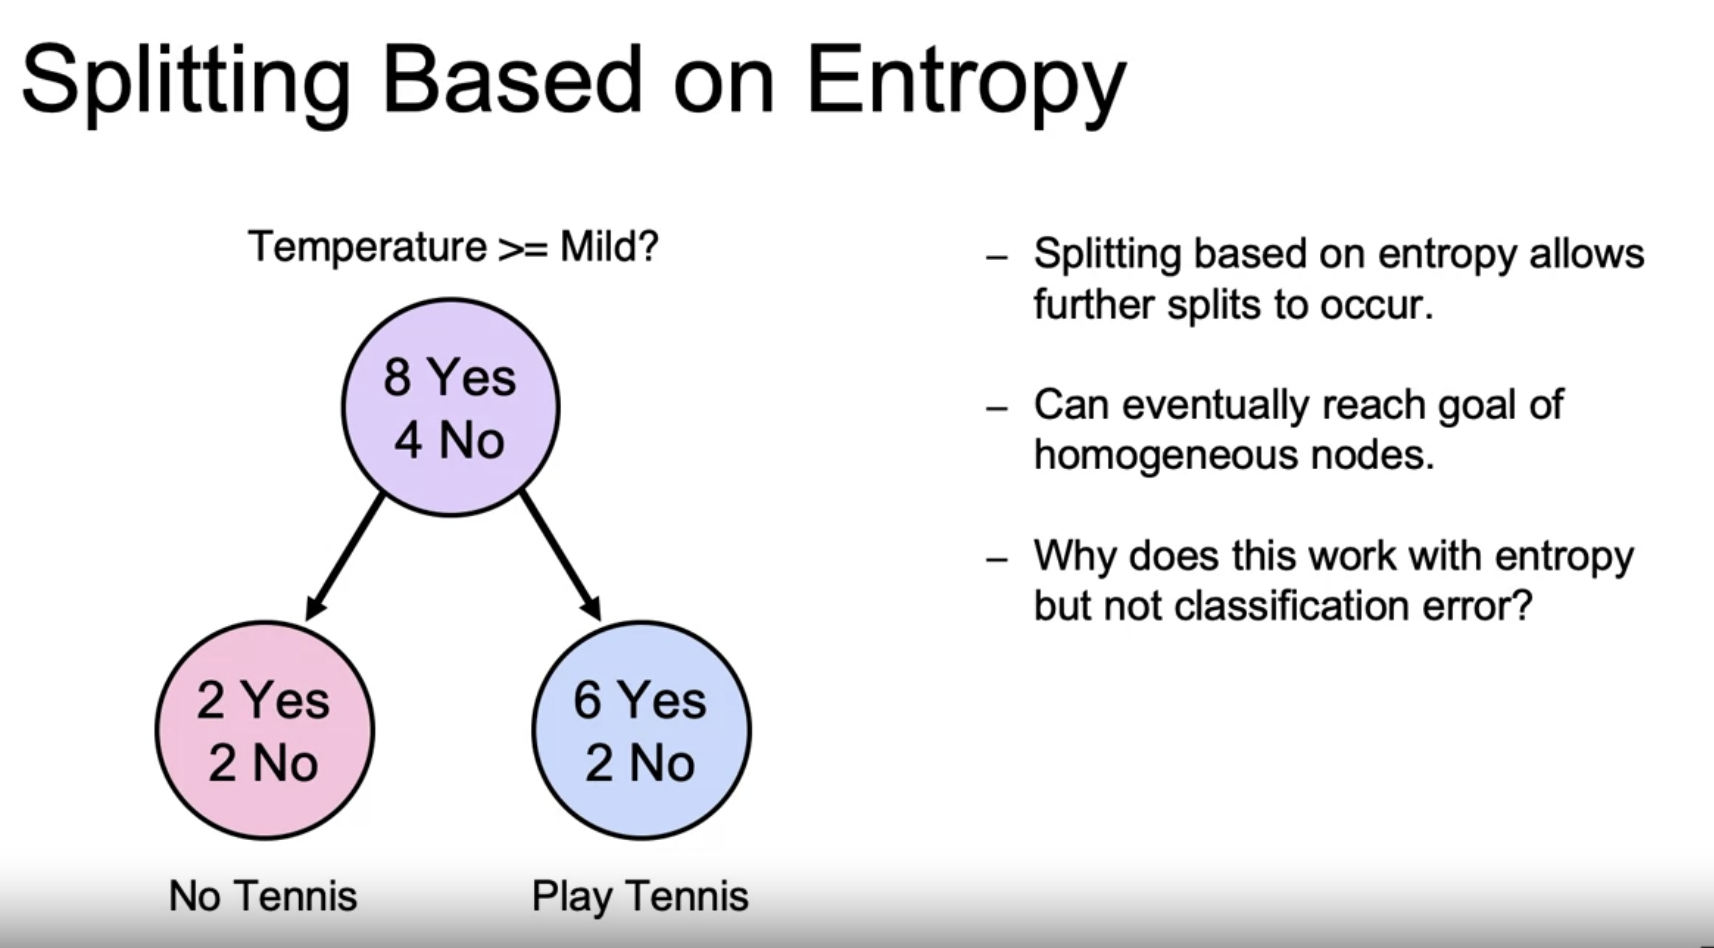 Splitting Based on Entropy
Temperature >= Mild?
8 Yes
4 No
2 Yes
2 No
6 Yes
2 No
No Tennis
Play Tennis
– Splitting based on entropy allows
further splits to occur.
– Can eventually reach goal of
homogeneous nodes.
– Why does this work with entropy
but not classification error?